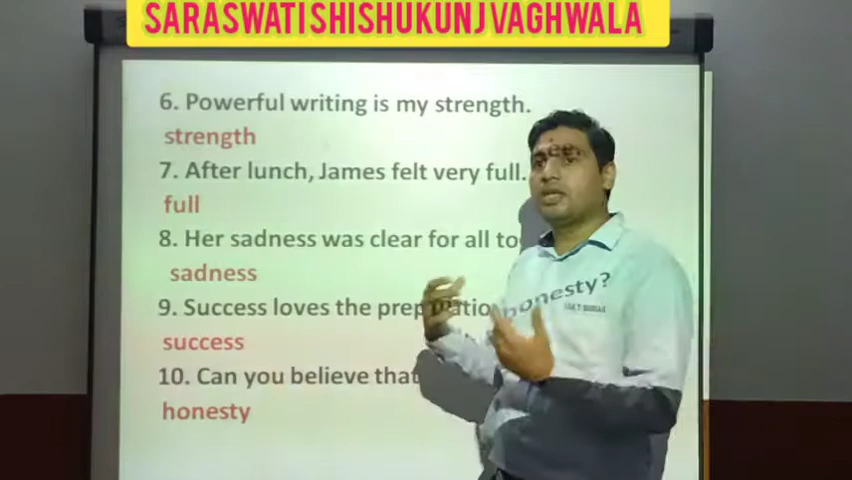 SARASWATI SHISHUKUNJ VAGHWALA
6. Powerful writing is my strength.
strength
7. After lunch, James felt very full.
full
8. Her sadness was clear for all to see.
sadness
9. Success loves the preparation.
success
10. Can you believe that honesty?
honesty